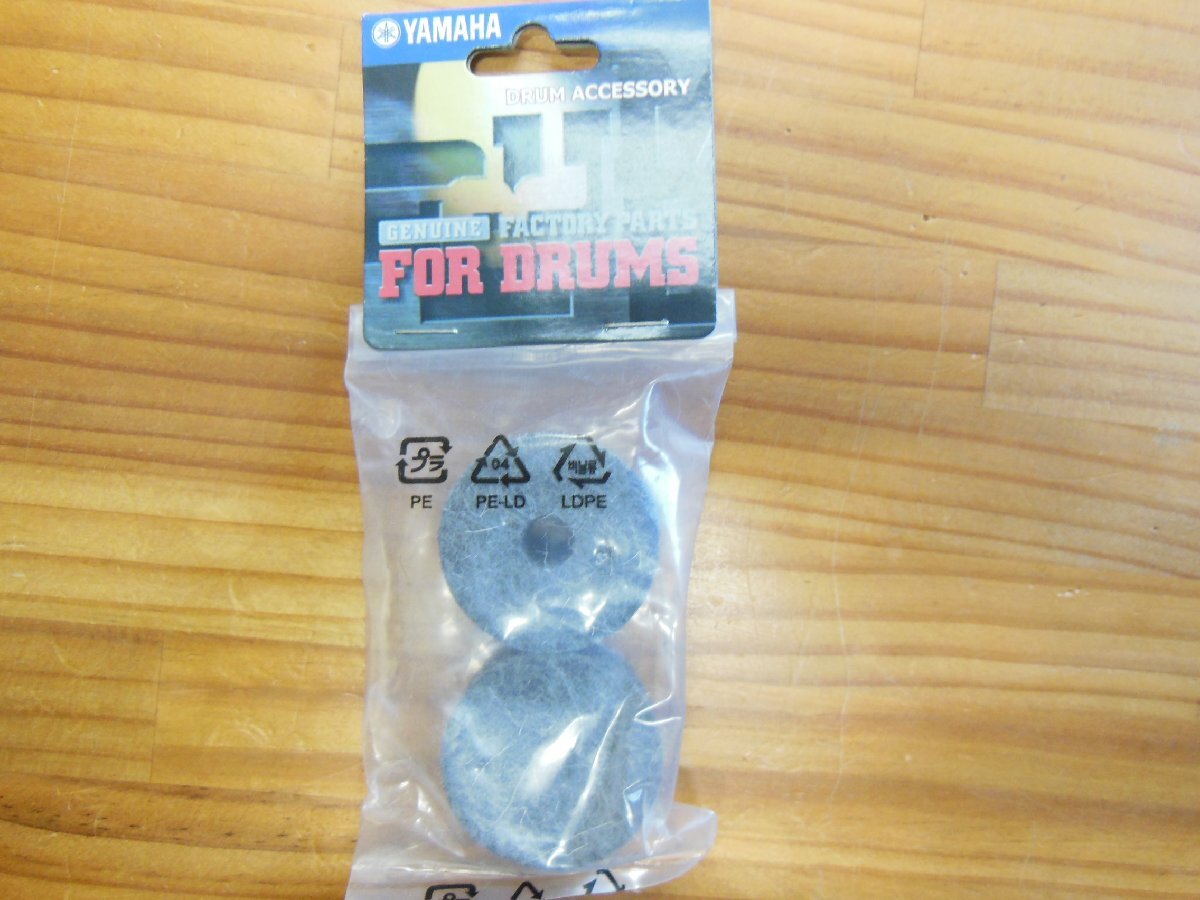 YAMAHA
DRUM ACCESSORY
GENUINE FACTORY PARTS
FOR DRUMS
プラ 04 비닐류
PE PE-LD LDPE